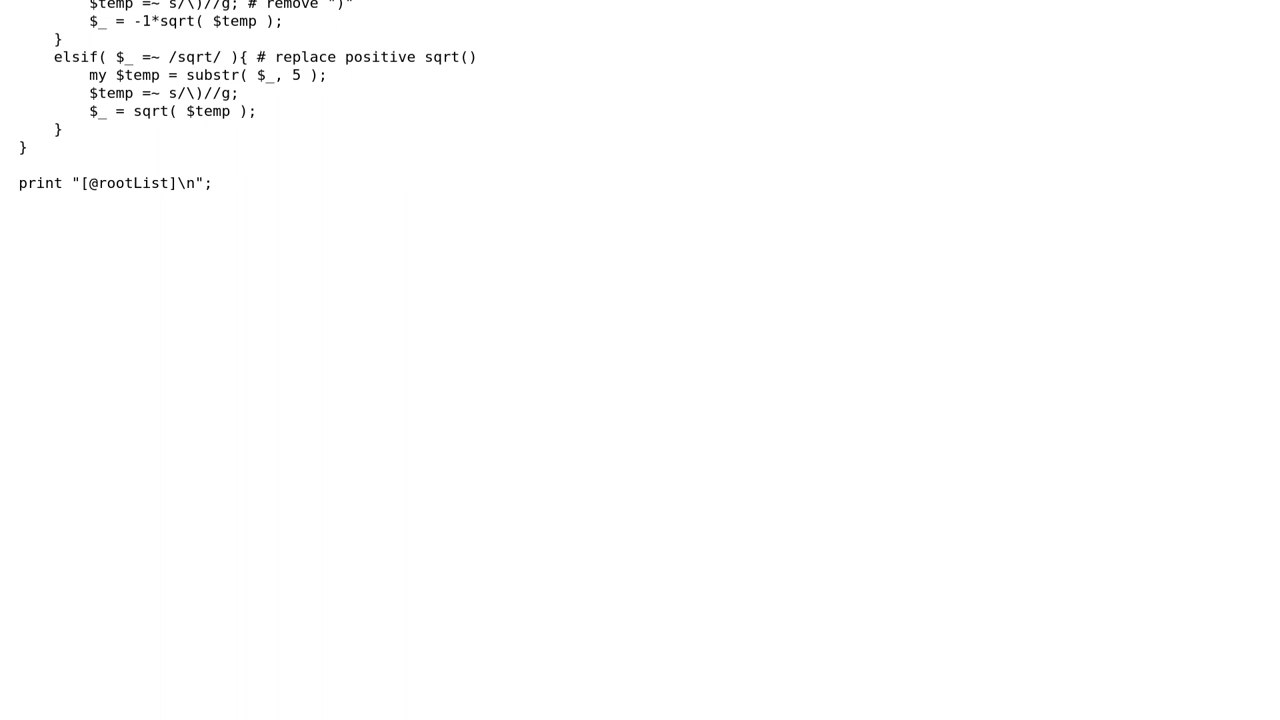 $temp =~ s/\)//g; # remove ")"
$_ = -1*sqrt( $temp );
}
elsif( $_ =~ /sqrt/ ){ # replace positive sqrt()
my $temp = substr( $_, 5 );
$temp =~ s/\)//g;
$_ = sqrt( $temp );
}
}
print "[@rootList]\n";